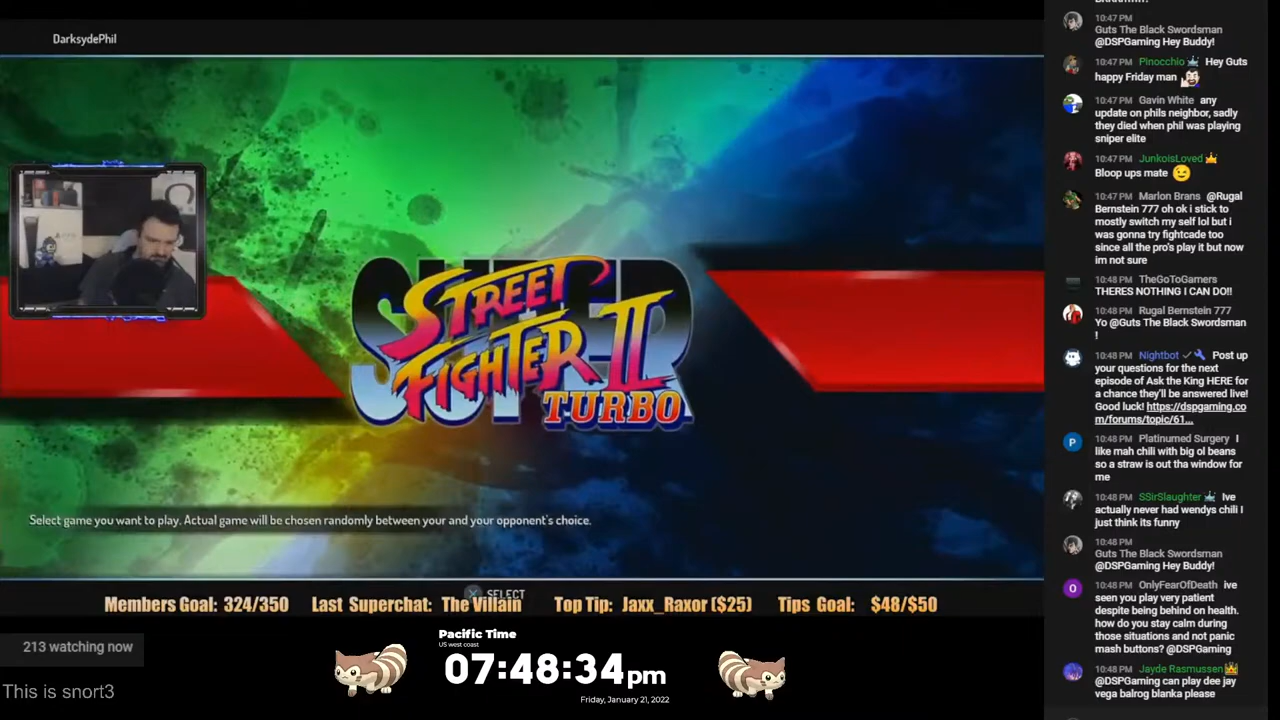 DarksydePhil
SUPER
STREET
FIGHTER II
TURBO
Select game you want to play. Actual game will be chosen randomly between your and your opponent's choice.
SELECT
Members Goal: 324/350 Last Superchat: The Villain Top Tip: Jaxx_Raxor ($25) Tips Goal: $48/$50
213 watching now
This is snort3
Pacific Time
US west coast
07:48:34pm
Friday, January 21, 2022
10:47 PM
Guts The Black Swordsman
@DSPGaming Hey Buddy!
10:47 PM Pinocchio Hey Guts
happy Friday man
10:47 PM Gavin White any
update on phils neighbor, sadly
they died when phil was playing
sniper elite
10:47 PM JunkoisLoved
Bloop ups mate
10:47 PM Marlon Brans @Rugal
Bernstein 777 oh ok i stick to
mostly switch my self lol but i
was gonna try fightcade too
since all the pro's play it but now
im not sure
10:48 PM TheGoToGamers
THERES NOTHING I CAN DO!!
10:48 PM Rugal Bernstein 777
Yo @Guts The Black Swordsman
!
10:48 PM Nightbot Post up
your questions for the next
episode of Ask the King HERE for
a chance they'll be answered live!
Good luck! https://dspgaming.co
m/forums/topic/61...
10:48 PM Platinumed Surgery I
like mah chili with big ol beans
so a straw is out tha window for
me
10:48 PM SSirSlaughter Ive
actually never had wendys chili I
just think its funny
10:48 PM
Guts The Black Swordsman
@DSPGaming Hey Buddy!
10:48 PM OnlyFearOfDeath ive
seen you play very patient
despite being behind on health.
how do you stay calm during
those situations and not panic
mash buttons? @DSPGaming
10:48 PM Jayde Rasmussen
@DSPGaming can play dee jay
vega balrog blanka please